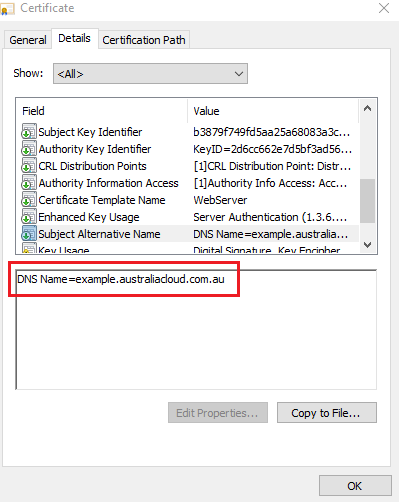 Certificate
General Details Certification Path
Show: <All>
Field Value
Subject Key Identifier b3879f749fd5aa25a68083a3c...
Authority Key Identifier KeyID=2d6cc662e7d5bf3ad56...
CRL Distribution Points [1]CRL Distribution Point: Distr...
Authority Information Access [1]Authority Info Access: Acc...
Certificate Template Name WebServer
Enhanced Key Usage Server Authentication (1.3.6....
Subject Alternative Name DNS Name=example.australia...
Key Usage Digital Signature, Key Encipher
DNS Name=example.australiacloud.com.au
Edit Properties... Copy to File...
OK